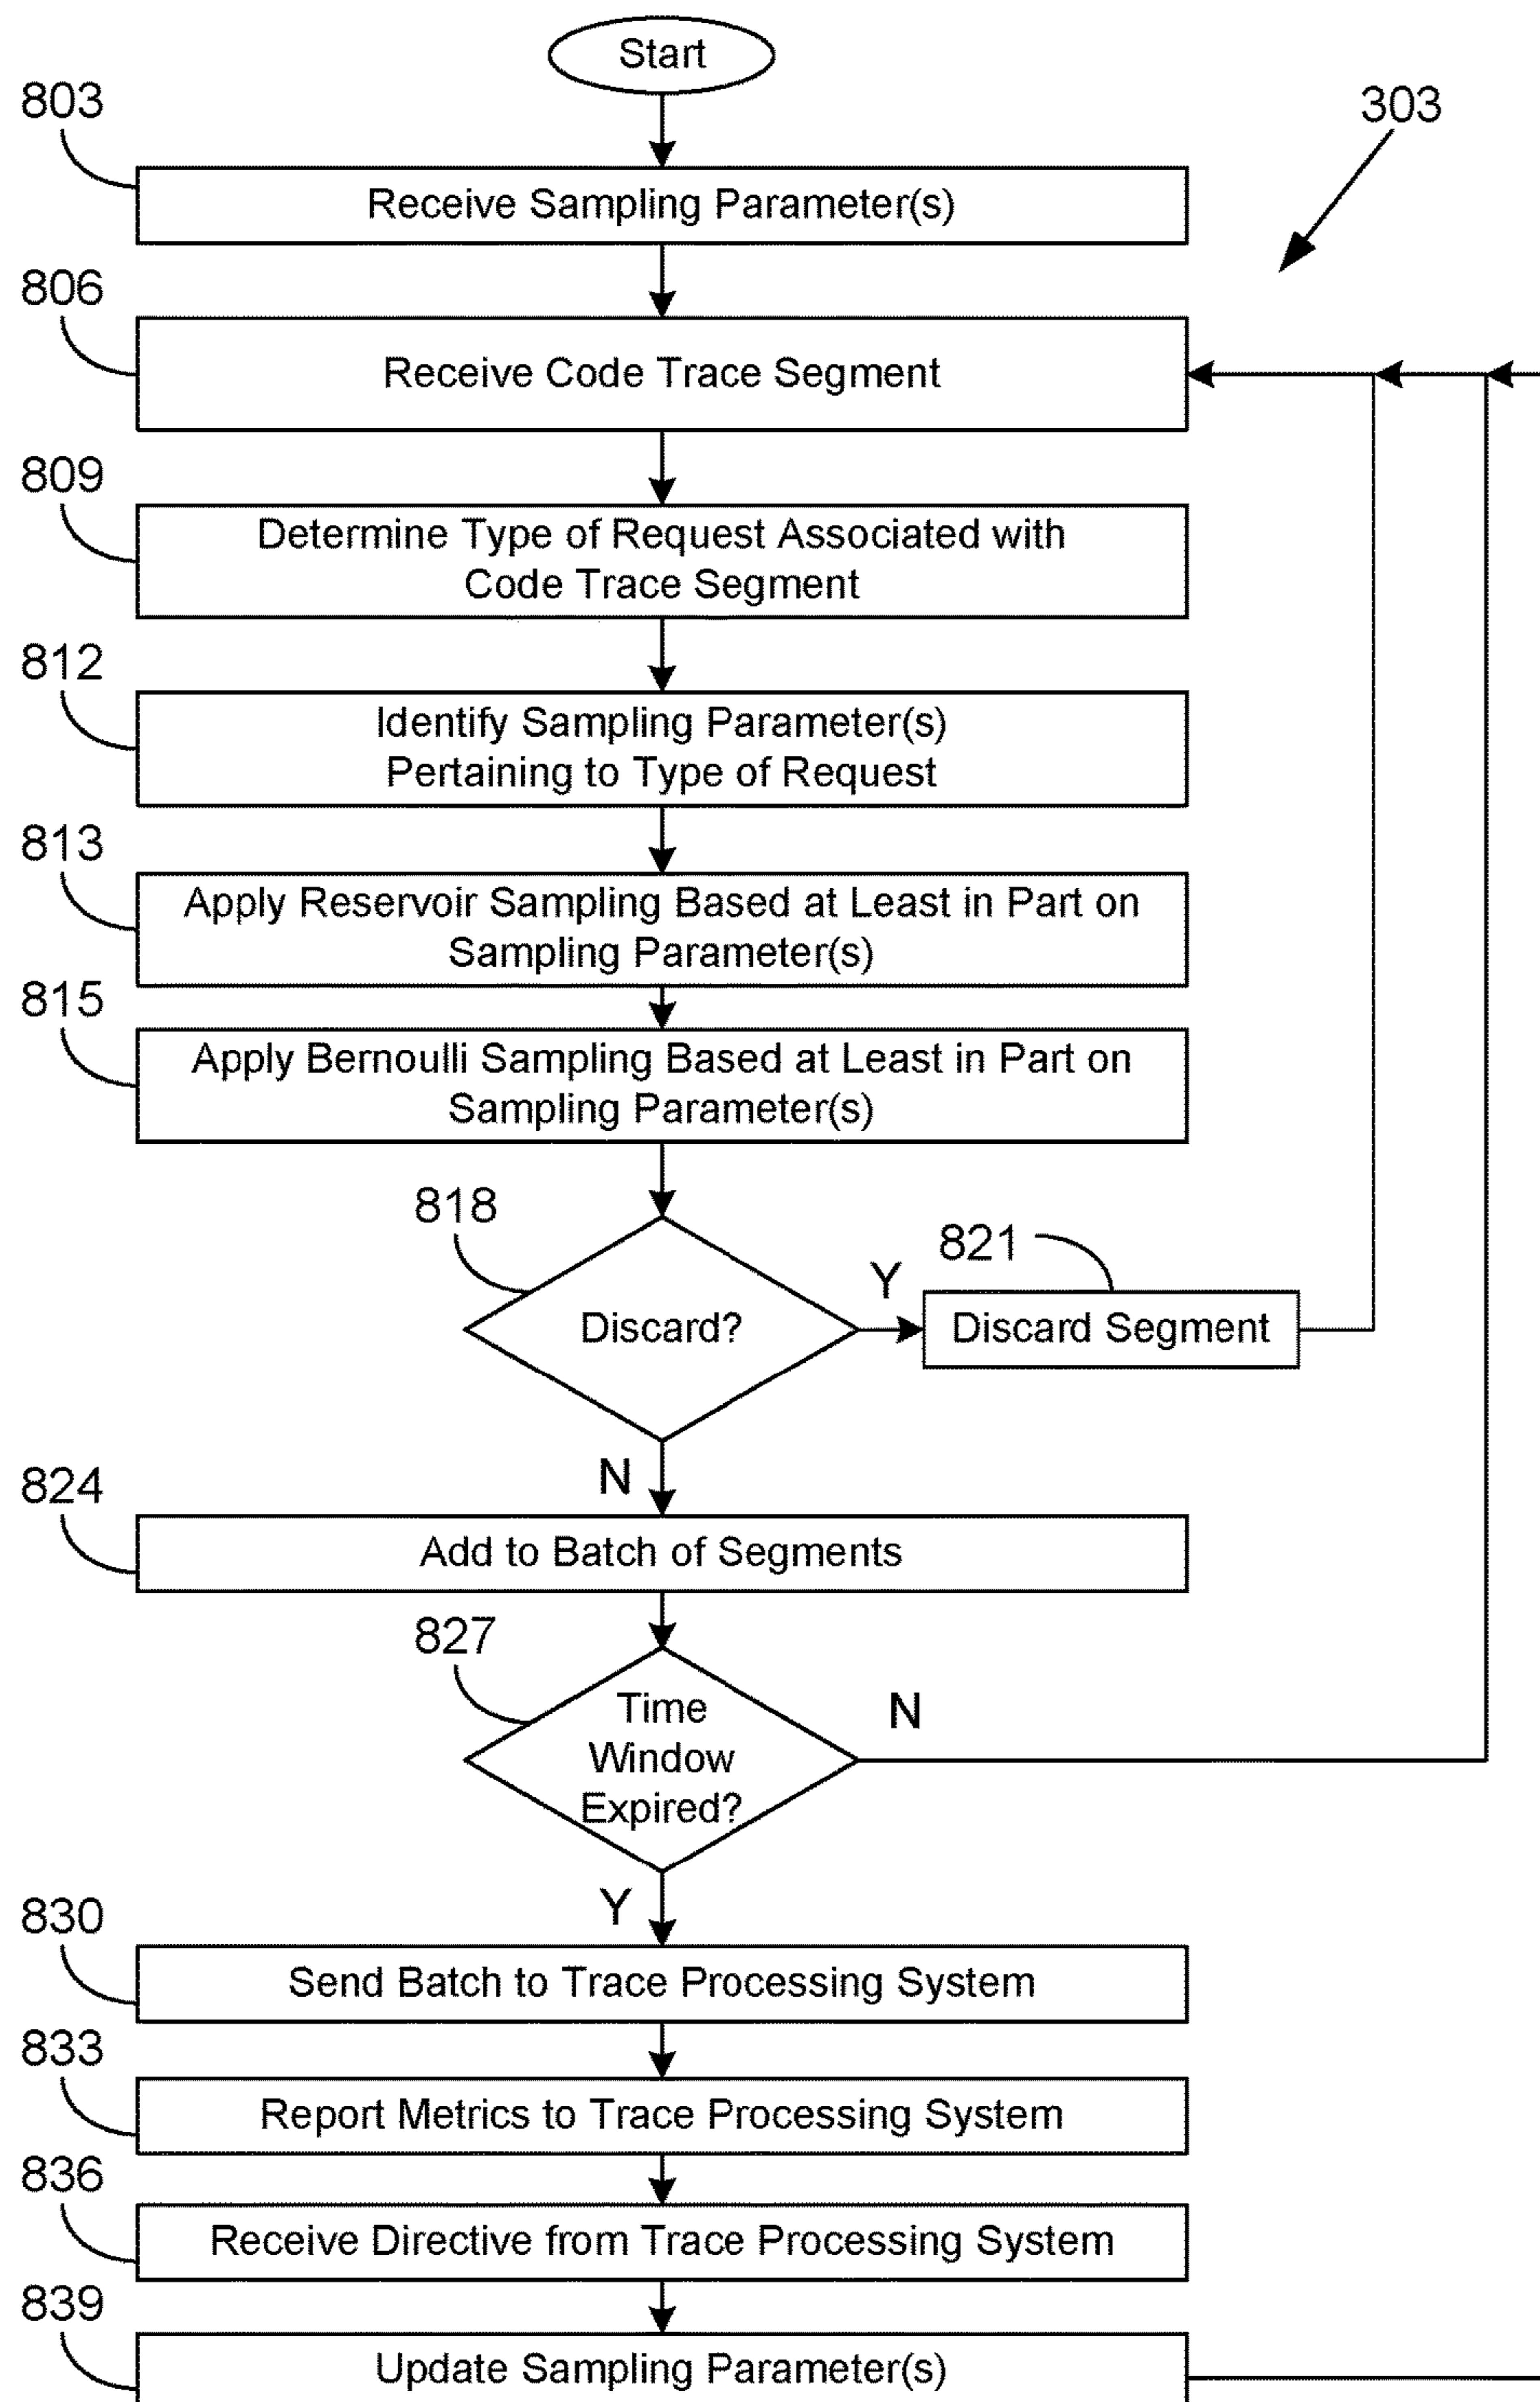 Start
803
303
Receive Sampling Parameter(s)
806
Receive Code Trace Segment
809
Determine Type of Request Associated with
Code Trace Segment
812
Identify Sampling Parameter(s)
Pertaining to Type of Request
813
Apply Reservoir Sampling Based at Least in Part on
Sampling Parameter(s)
815
Apply Bernoulli Sampling Based at Least in Part on
Sampling Parameter(s)
818
821
Y
Discard?
Discard Segment
N
824
Add to Batch of Segments
827
Time
Window
Expired?
N
Y
830
Send Batch to Trace Processing System
833
Report Metrics to Trace Processing System
836
Receive Directive from Trace Processing System
839
Update Sampling Parameter(s)